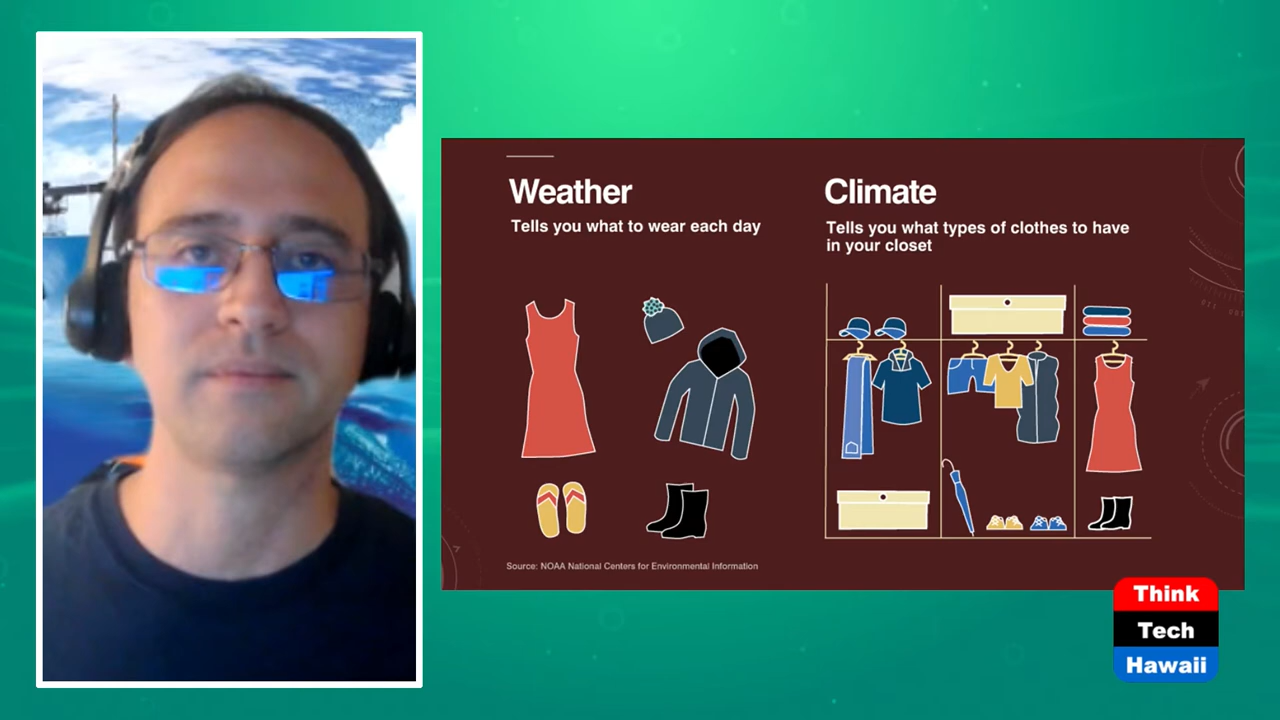 Weather
Tells you what to wear each day
Climate
Tells you what types of clothes to have
in your closet
Source: NOAA National Centers for Environmental Information
Think
Tech
Hawaii